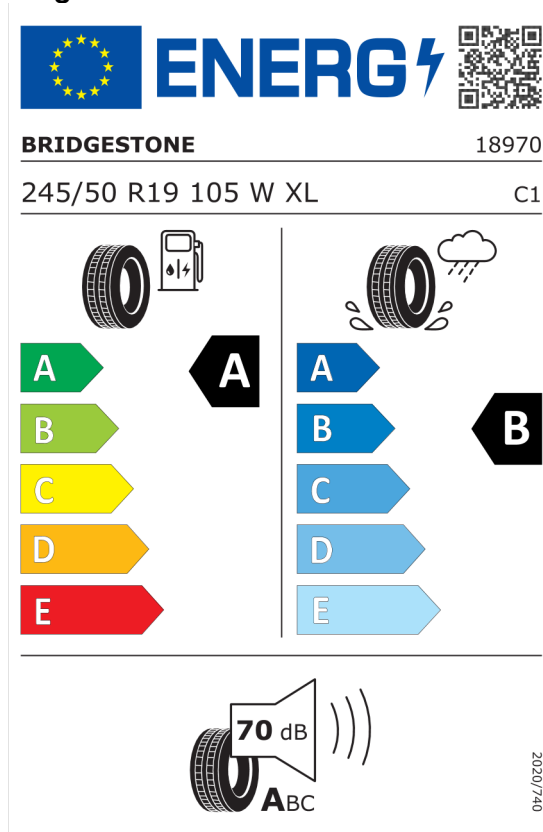 ENERG
BRIDGESTONE 18970
245/50 R19 105 W XL C1
A A A
B B B
C C
D D
E E
70 dB
ABC
2020/740